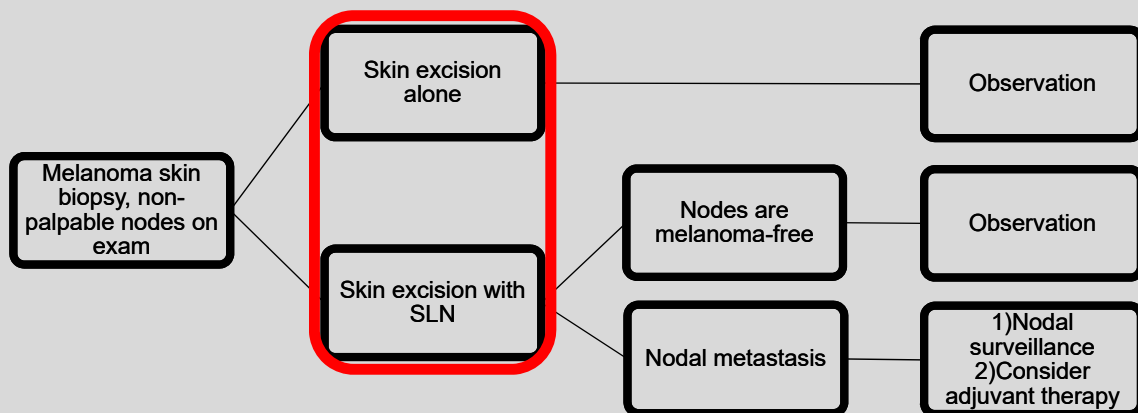 Skin excision
alone
Observation
Melanoma skin
biopsy, non-
palpable nodes on
exam
Nodes are
melanoma-free
Observation
Skin excision with
SLN
Nodal metastasis
1)Nodal
surveillance
2)Consider
adjuvant therapy